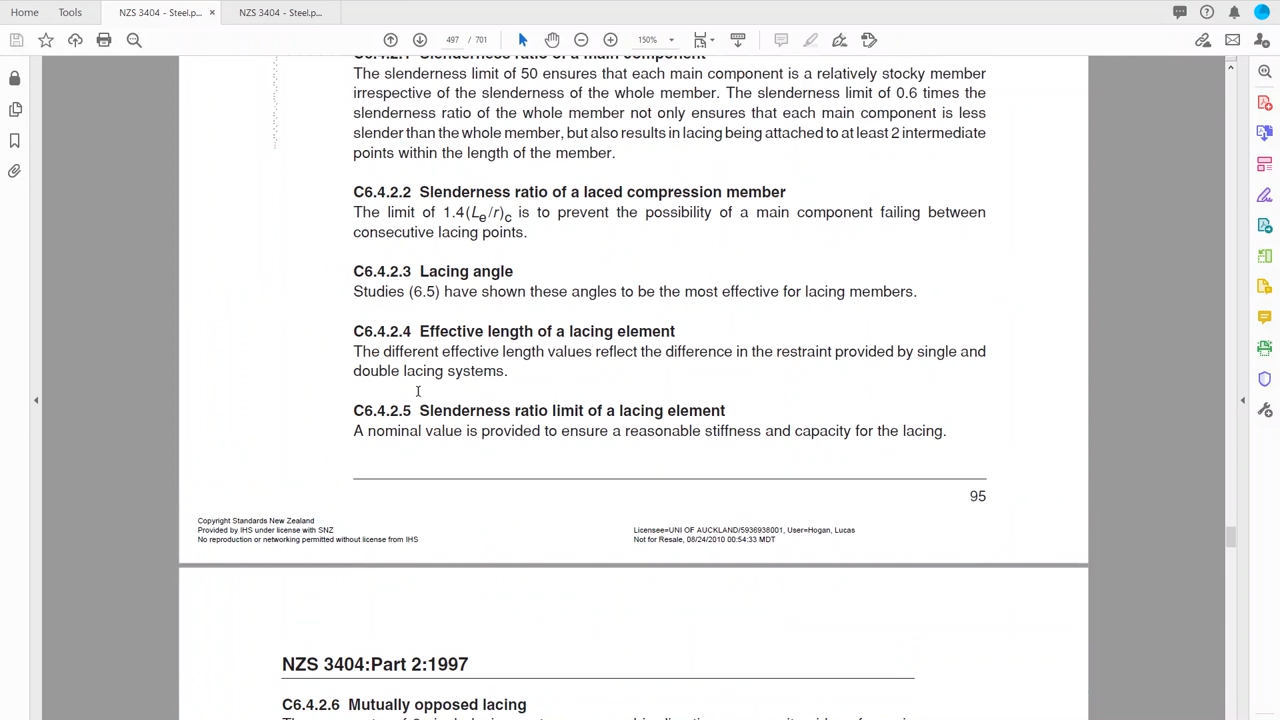 Home
Tools
NZS 3404 - Steel.p...
×
NZS 3404 - Steel.p...
497 / 701
150%
C6.4.2.1 Slenderness ratio of a main component
The slenderness limit of 50 ensures that each main component is a relatively stocky member
irrespective of the slenderness of the whole member. The slenderness limit of 0.6 times the
slenderness ratio of the whole member not only ensures that each main component is less
slender than the whole member, but also results in lacing being attached to at least 2 intermediate
points within the length of the member.
C6.4.2.2 Slenderness ratio of a laced compression member
The limit of 1.4(Le/r)c is to prevent the possibility of a main component failing between
consecutive lacing points.
C6.4.2.3 Lacing angle
Studies (6.5) have shown these angles to be the most effective for lacing members.
C6.4.2.4 Effective length of a lacing element
The different effective length values reflect the difference in the restraint provided by single and
double lacing systems.
C6.4.2.5 Slenderness ratio limit of a lacing element
A nominal value is provided to ensure a reasonable stiffness and capacity for the lacing.
95
Copyright Standards New Zealand
Provided by IHS under license with SNZ
No reproduction or networking permitted without license from IHS
Licensee=UNI OF AUCKLAND/5936938001, User=Hogan, Lucas
Not for Resale, 08/24/2010 00:54:33 MDT
NZS 3404:Part 2:1997
C6.4.2.6 Mutually opposed lacing